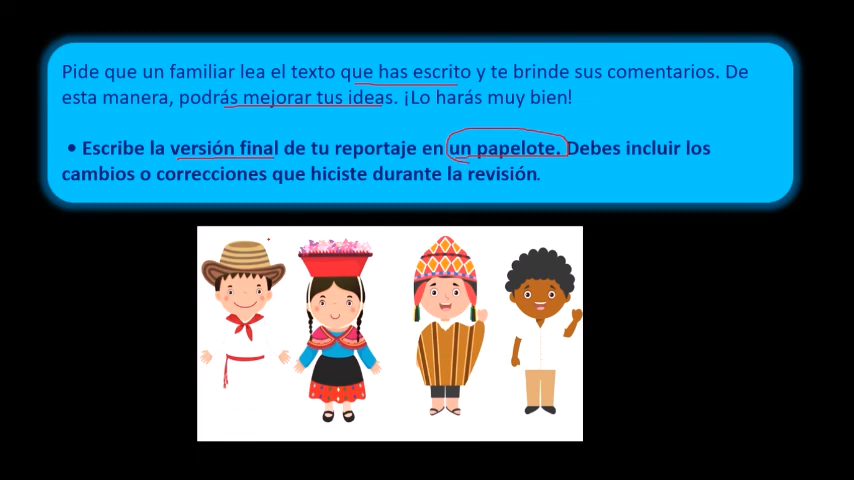 Pide que un familiar lea el texto que has escrito y te brinde sus comentarios. De
esta manera, podrás mejorar tus ideas. ¡Lo harás muy bien!
• Escribe la versión final de tu reportaje en un papelote. Debes incluir los
cambios o correcciones que hiciste durante la revisión.